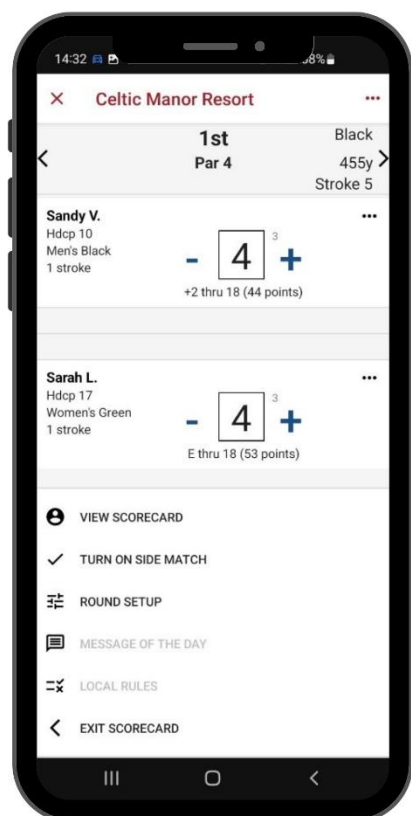 14:32
8%
× Celtic Manor Resort •••
1st
Par 4
Black
455y
Stroke 5
Sandy V.
Hdcp 10
Men's Black
1 stroke
- 4 3 +
+2 thru 18 (44 points)
•••
Sarah L.
Hdcp 17
Women's Green
1 stroke
- 4 3 +
E thru 18 (53 points)
•••
VIEW SCORECARD
TURN ON SIDE MATCH
ROUND SETUP
MESSAGE OF THE DAY
LOCAL RULES
EXIT SCORECARD